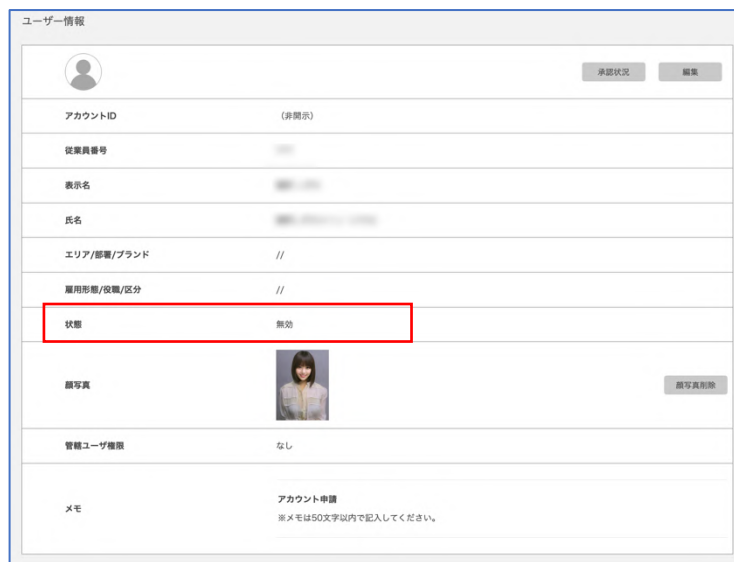 ユーザー情報
承認状況 編集
アカウントID （非開示）
従業員番号
表示名
氏名
エリア/部署/ブランド //
雇用形態/役職/区分 //
状態 無効
顔写真 顔写真削除
管轄ユーザ権限 なし
メモ
アカウント申請
※メモは50文字以内で記入してください。